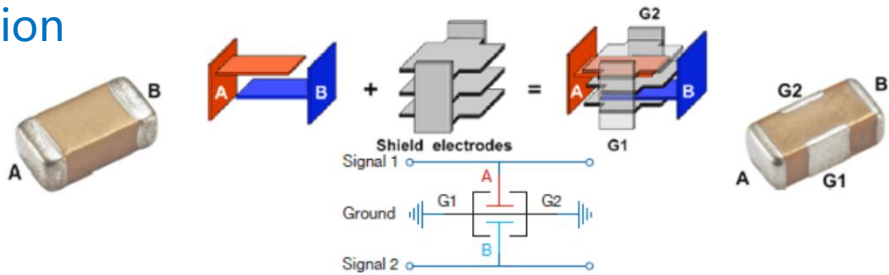 ion
B
A
A
B
+
Shield electrodes
=
G2
A
B
G1
G2
B
A
G1
Signal 1
A
Ground
G1
G2
B
Signal 2